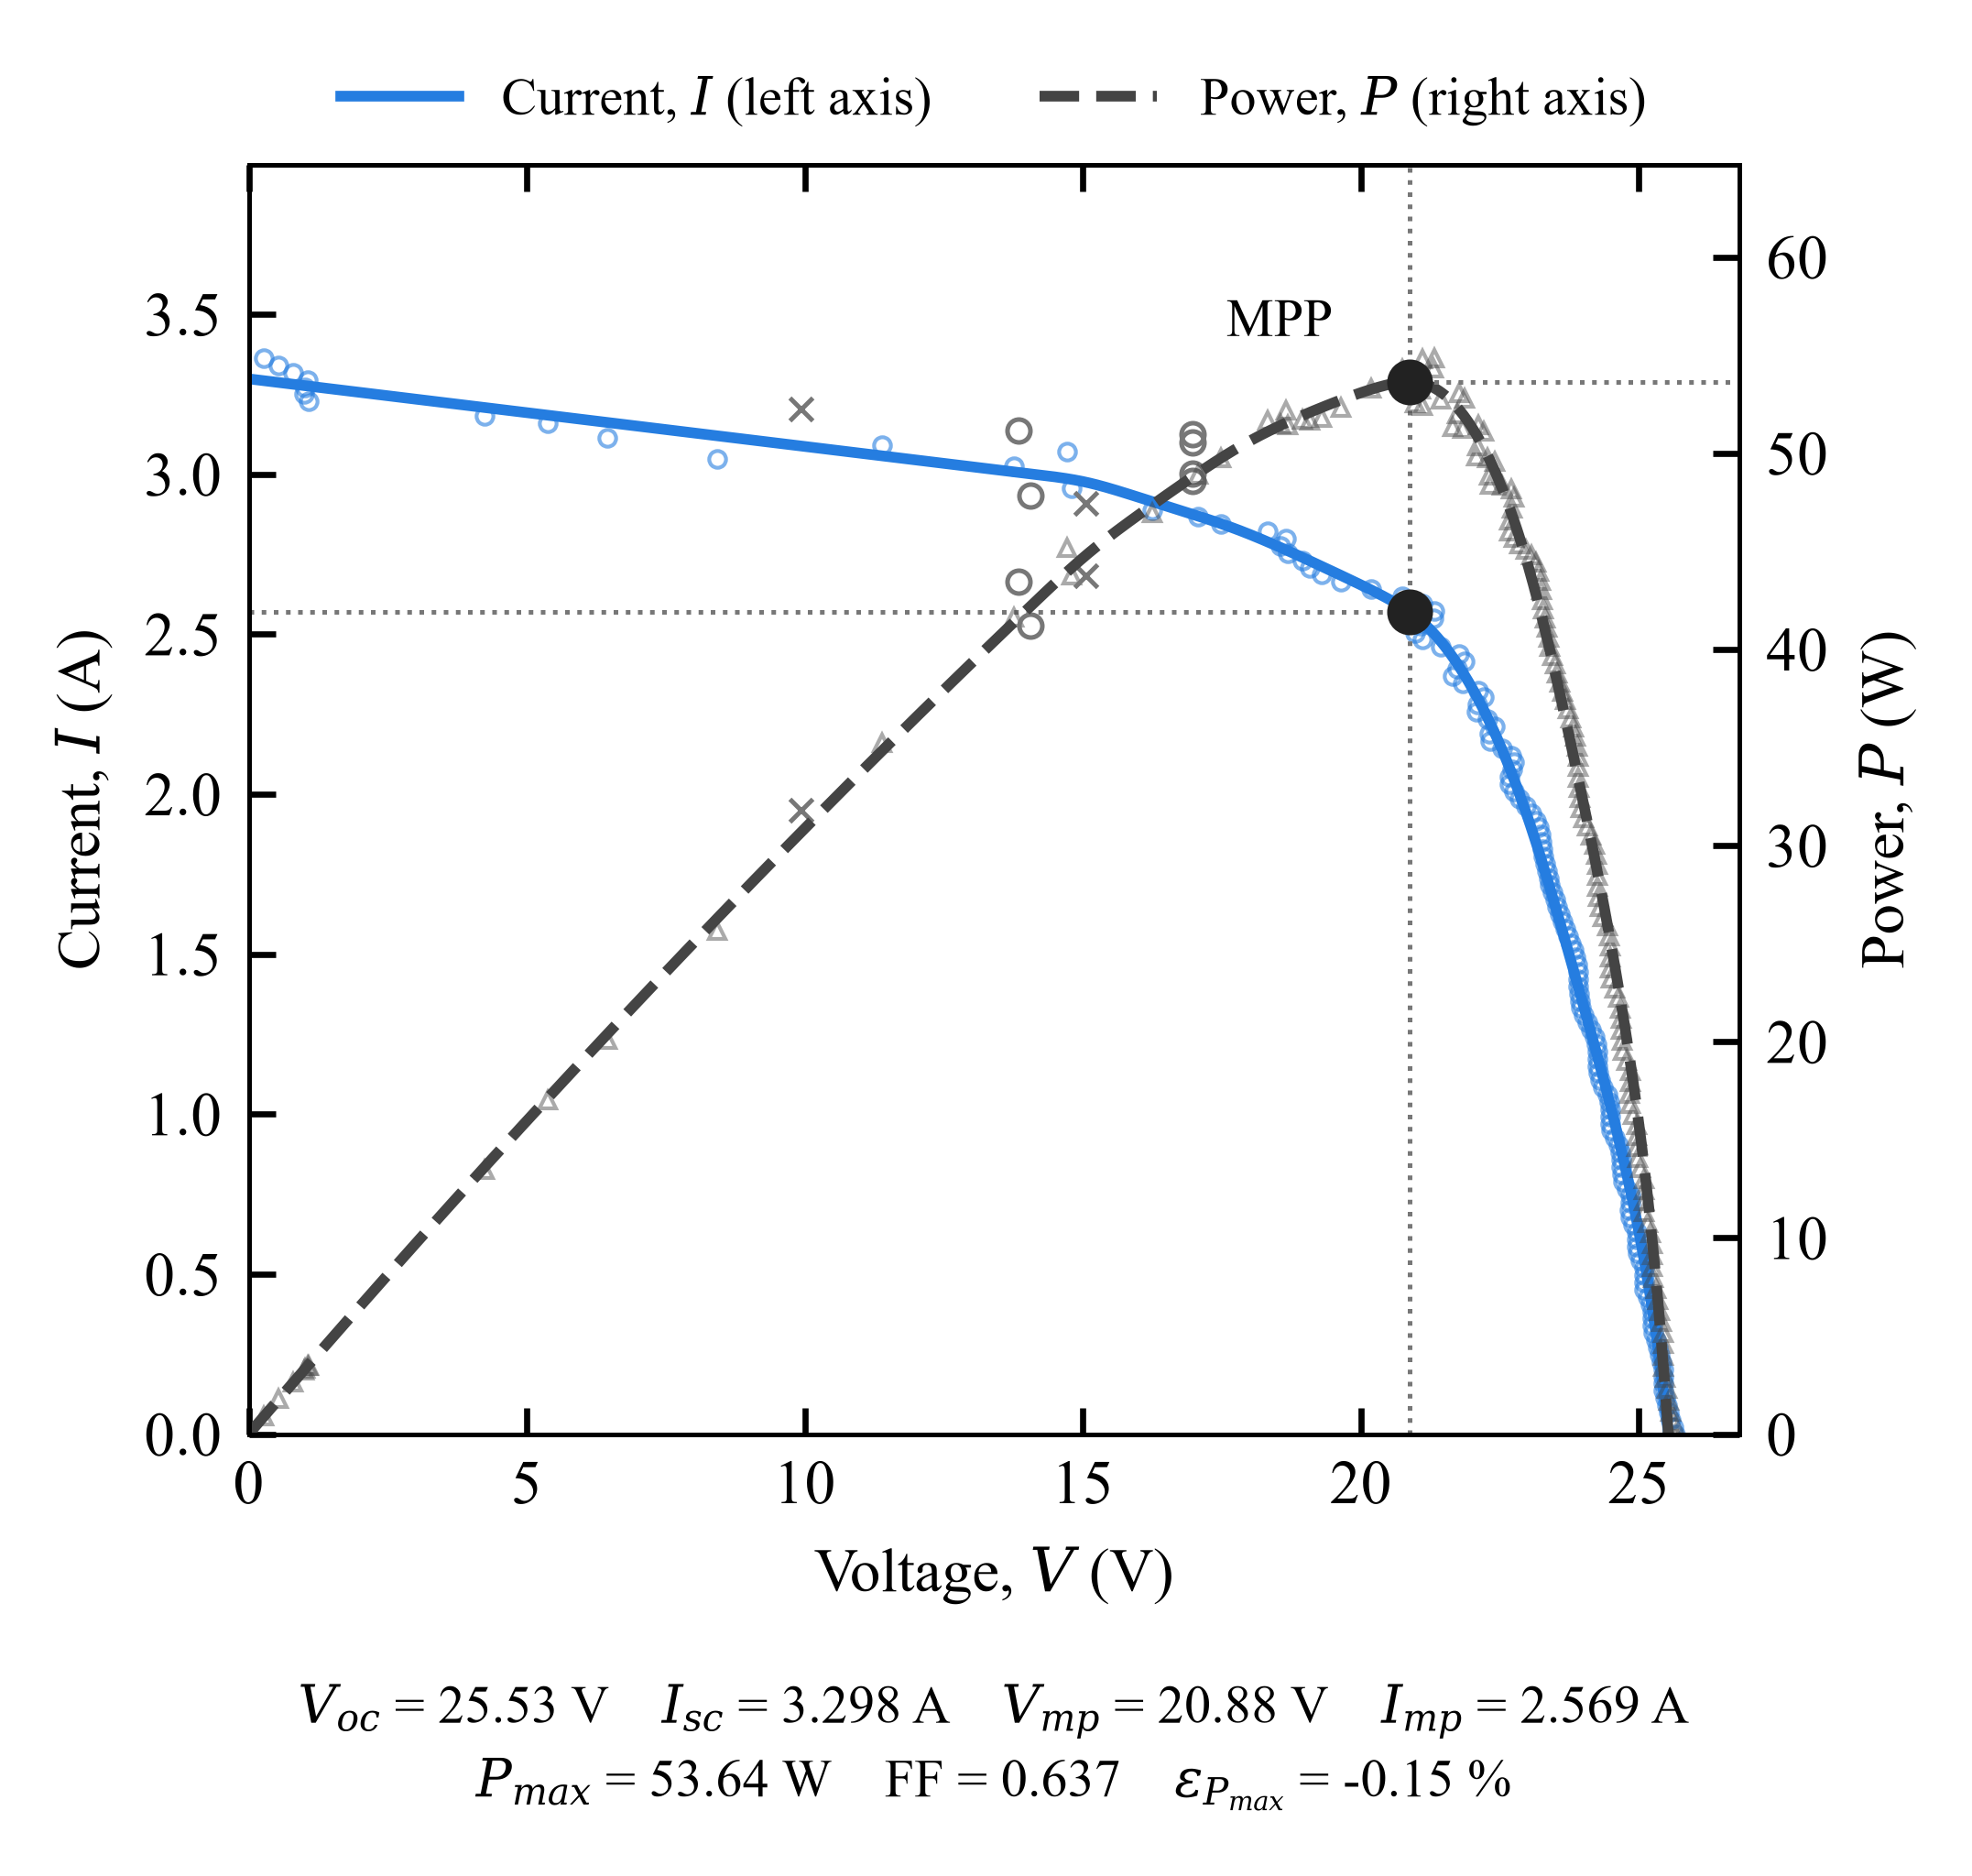 Current, I (left axis) Power, P (right axis)
MPP
3.5
3.0
2.5
2.0
1.5
1.0
0.5
0.0
Current, I (A)
60
50
40
30
20
10
0
Power, P (W)
0 5 10 15 20 25
Voltage, V (V)
V_oc = 25.53 V I_sc = 3.298 A V_mp = 20.88 V I_mp = 2.569 A
P_max = 53.64 W FF = 0.637 ε_P_max = -0.15 %